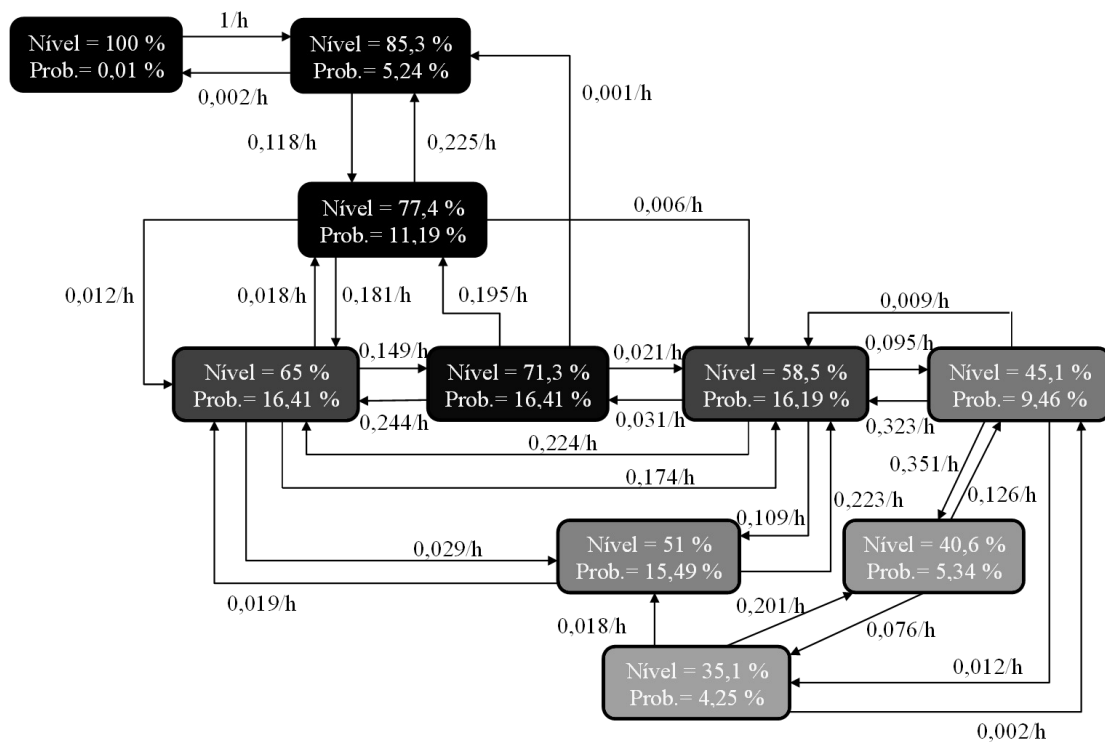 1/h
Nível = 100 %
Prob.= 0,01 %
Nível = 85,3 %
Prob.= 5,24 %
0,002/h
0,001/h
0,118/h
0,225/h
Nível = 77,4 %
Prob.= 11,19 %
0,006/h
0,012/h
0,018/h
0,181/h
0,195/h
0,009/h
0,149/h
0,021/h
0,095/h
Nível = 65 %
Prob.= 16,41 %
Nível = 71,3 %
Prob.= 16,41 %
Nível = 58,5 %
Prob.= 16,19 %
Nível = 45,1 %
Prob.= 9,46 %
0,244/h
0,031/h
0,323/h
0,224/h
0,351/h
0,174/h
0,223/h
0,126/h
0,109/h
0,029/h
Nível = 51 %
Prob.= 15,49 %
Nível = 40,6 %
Prob.= 5,34 %
0,019/h
0,201/h
0,018/h
0,076/h
Nível = 35,1 %
Prob.= 4,25 %
0,012/h
0,002/h